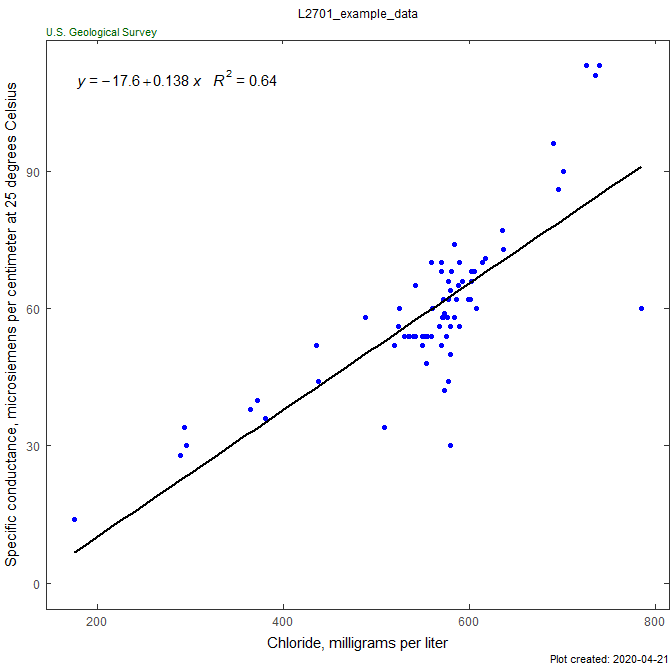 L2701_example_data
U.S. Geological Survey
y = −17.6+0.138 x R² = 0.64
Specific conductance, microsiemens per centimeter at 25 degrees Celsius
90
60
30
0
200 400 600 800
Chloride, milligrams per liter
Plot created: 2020-04-21